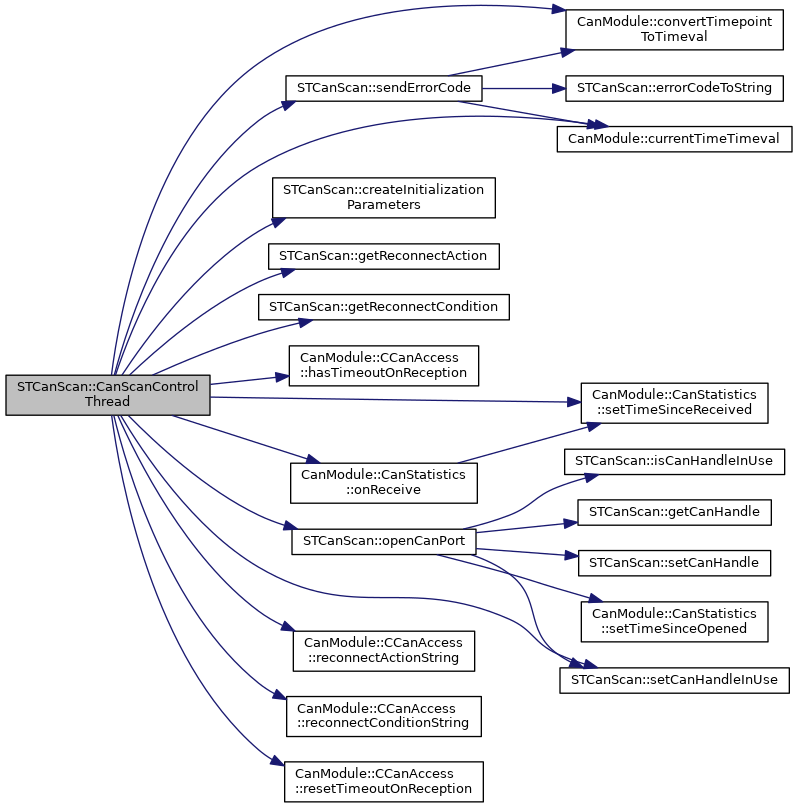 CanModule::convertTimepoint
ToTimeval
STCanScan::sendErrorCode
STCanScan::errorCodeToString
CanModule::currentTimeTimeval
STCanScan::createInitialization
Parameters
STCanScan::getReconnectAction
STCanScan::getReconnectCondition
CanModule::CCanAccess
::hasTimeoutOnReception
STCanScan::CanScanControl
Thread
CanModule::CanStatistics
::setTimeSinceReceived
CanModule::CanStatistics
::onReceive
STCanScan::isCanHandleInUse
STCanScan::getCanHandle
STCanScan::openCanPort
STCanScan::setCanHandle
CanModule::CanStatistics
::setTimeSinceOpened
CanModule::CCanAccess
::reconnectActionString
STCanScan::setCanHandleInUse
CanModule::CCanAccess
::reconnectConditionString
CanModule::CCanAccess
::resetTimeoutOnReception